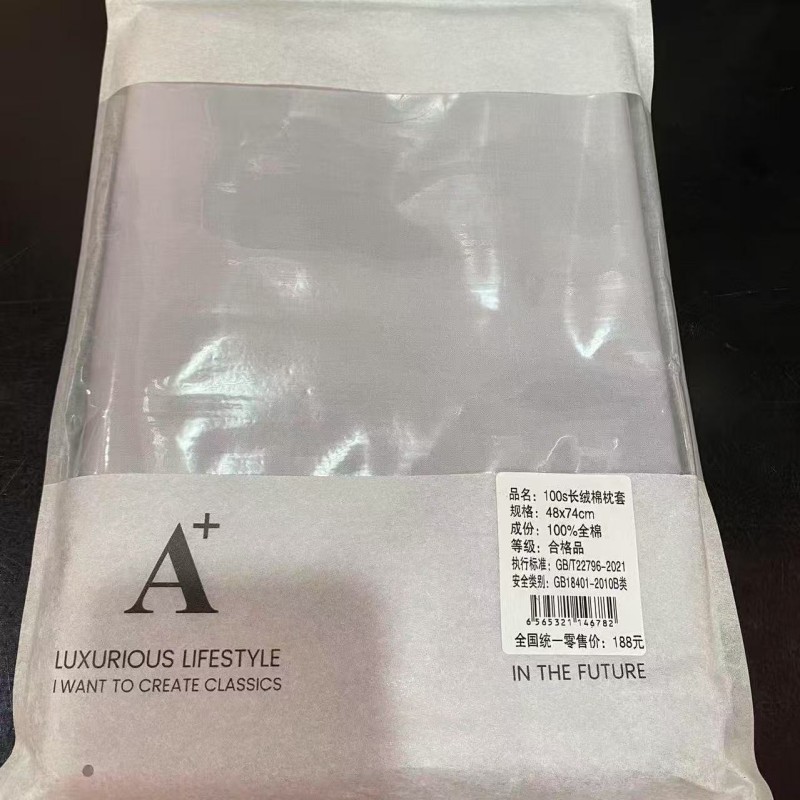 A+
LUXURIOUS LIFESTYLE
I WANT TO CREATE CLASSICS
品名：100s长绒棉枕套
规格：48x74cm
成份：100%全棉
等级：合格品
执行标准：GB/T22796-2021
安全类别：GB18401-2010B类
6 565321 146782
全国统一零售价：188元
IN THE FUTURE